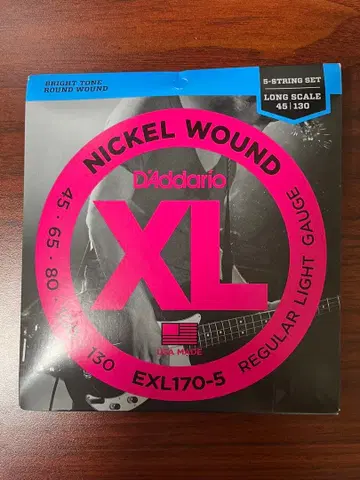 BRIGHT TONE
ROUND WOUND
5-STRING SET
LONG SCALE
45 | 130
NICKEL WOUND
D'Addario
XL
U.S.A. MADE
45 · 65 · 80 ·
130
EXL170-5
REGULAR LIGHT GAUGE